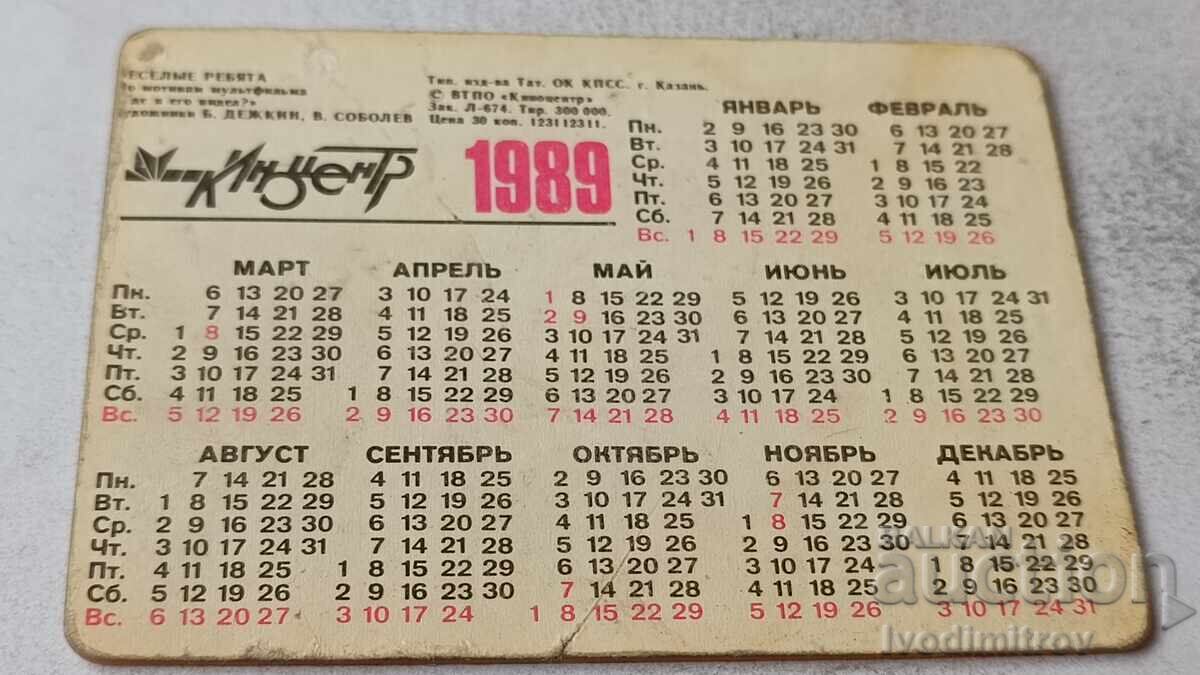 ВЕСЕЛЫЕ РЕБЯТА
По мотивам мультфильма
где я его видел?»
Художники Б. ДЕЖКИН, В. СОБОЛЕВ
Тип. изд-ва Тат. ОК КПСС. г. Казань.
© ВТПО «Киноцентр»
Зак. Л-674. Тир. 300 000.
Цена 30 коп. 123112311.
Киноцентр
1989
ЯНВАРЬ ФЕВРАЛЬ
Пн. 2 9 16 23 30 6 13 20 27
Вт. 3 10 17 24 31 7 14 21 28
Ср. 4 11 18 25 1 8 15 22
Чт. 5 12 19 26 2 9 16 23
Пт. 6 13 20 27 3 10 17 24
Сб. 7 14 21 28 4 11 18 25
Вс. 1 8 15 22 29 5 12 19 26
МАРТ АПРЕЛЬ МАЙ ИЮНЬ ИЮЛЬ
Пн. 6 13 20 27 3 10 17 24 1 8 15 22 29 5 12 19 26 3 10 17 24 31
Вт. 7 14 21 28 4 11 18 25 2 9 16 23 30 6 13 20 27 4 11 18 25
Ср. 1 8 15 22 29 5 12 19 26 3 10 17 24 31 7 14 21 28 5 12 19 26
Чт. 2 9 16 23 30 6 13 20 27 4 11 18 25 1 8 15 22 29 6 13 20 27
Пт. 3 10 17 24 31 7 14 21 28 5 12 19 26 2 9 16 23 30 7 14 21 28
Сб. 4 11 18 25 1 8 15 22 29 6 13 20 27 3 10 17 24 1 8 15 22 29
Вс. 5 12 19 26 2 9 16 23 30 7 14 21 28 4 11 18 25 2 9 16 23 30
АВГУСТ СЕНТЯБРЬ ОКТЯБРЬ НОЯБРЬ ДЕКАБРЬ
Пн. 7 14 21 28 4 11 18 25 2 9 16 23 30 6 13 20 27 4 11 18 25
Вт. 1 8 15 22 29 5 12 19 26 3 10 17 24 31 7 14 21 28 5 12 19 26
Ср. 2 9 16 23 30 6 13 20 27 4 11 18 25 1 8 15 22 29 6 13 20 27
Чт. 3 10 17 24 31 7 14 21 28 5 12 19 26 2 9 16 23 30 7 14 21 28
Пт. 4 11 18 25 1 8 15 22 29 6 13 20 27 3 10 17 24 1 8 15 22 29
Сб. 5 12 19 26 2 9 16 23 30 7 14 21 28 4 11 18 25 2 9 16 23 30
Вс. 6 13 20 27 3 10 17 24 1 8 15 22 29 5 12 19 26 3 10 17 24 31
BALKAN
auction
Ivodimitrov